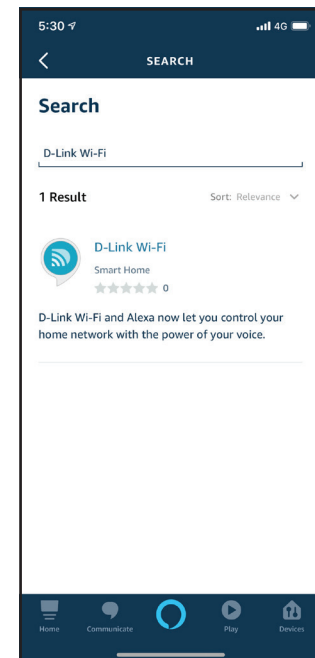 5:30 4G
SEARCH
Search
D-Link Wi-Fi
1 Result Sort: Relevance
D-Link Wi-Fi
Smart Home
0
D-Link Wi-Fi and Alexa now let you control your
home network with the power of your voice.
Home Communicate Play Devices